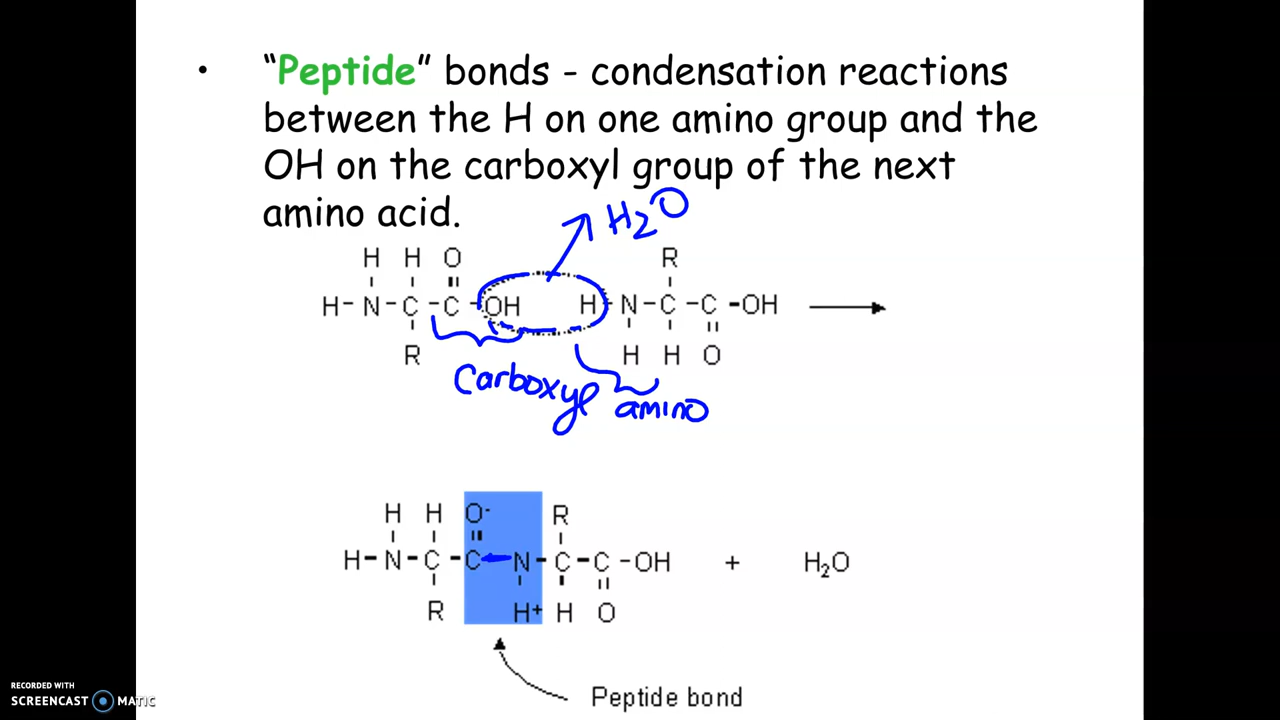 • “Peptide” bonds - condensation reactions
between the H on one amino group and the
OH on the carboxyl group of the next
amino acid.
H₂O
H H O R
H-N-C-C-OH H-N-C-C-OH
R H H O
carboxyl amino
H H O- R
H-N-C-C-N-C-C-OH + H₂O
R H+ H O
Peptide bond
RECORDED WITH
SCREENCAST MATIC